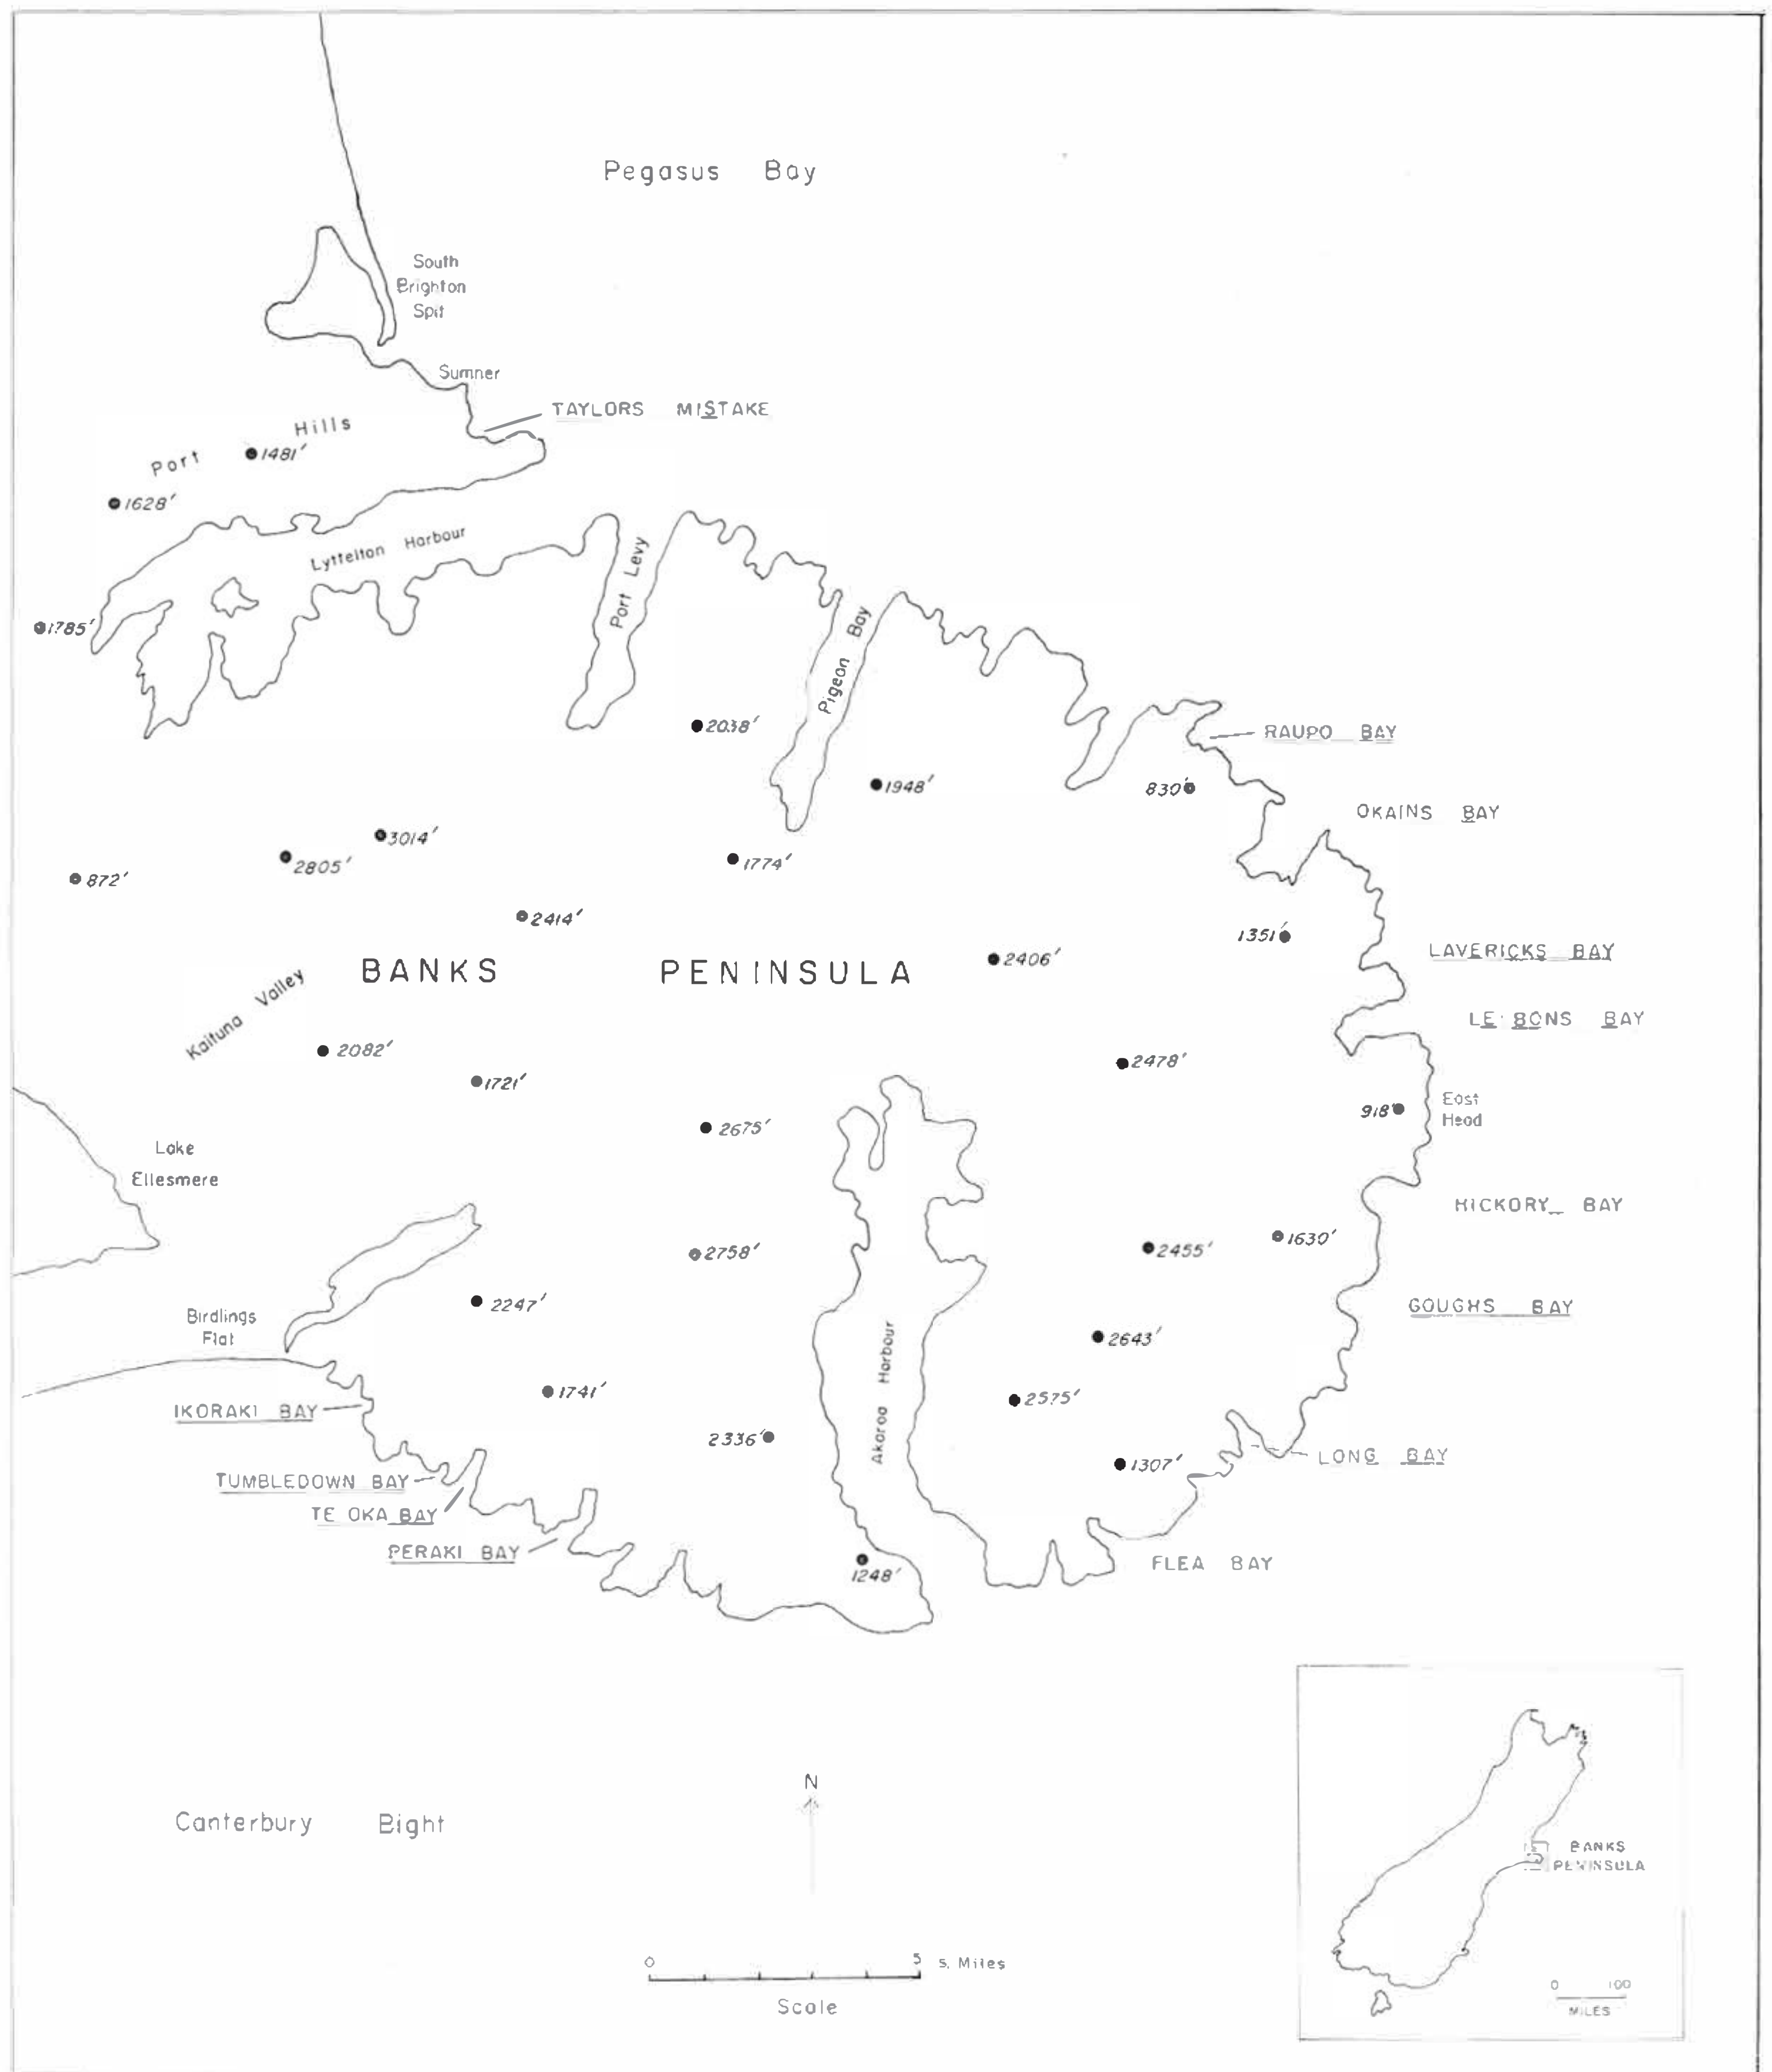 Pegasus Bay
South
Brighton
Spit
Sumner
TAYLORS MISTAKE
Port Hills
1481'
1628'
Lyttelton Harbour
Port Levy
1785'
Pigeon Bay
2038'
RAUPO BAY
1948'
830'
OKAINS BAY
3014'
2805'
1774'
872'
2414'
1351'
LAVERICKS BAY
2406'
BANKS PENINSULA
Kaituna Valley
LE BONS BAY
2082'
2478'
1721'
918'
East
Head
2675'
Lake
Ellesmere
HICKORY BAY
1630'
2455'
2758'
2247'
GOUGHS BAY
Birdlings
Flat
2643'
Akaroa Harbour
1741'
2575'
IKORAKI BAY
2336'
1307'
LONG BAY
TUMBLEDOWN BAY
TE OKA BAY
PERAKI BAY
FLEA BAY
1248'
N
Canterbury Bight
BANKS
PENINSULA
0 5 S. Miles
Scale
0 100
MILES